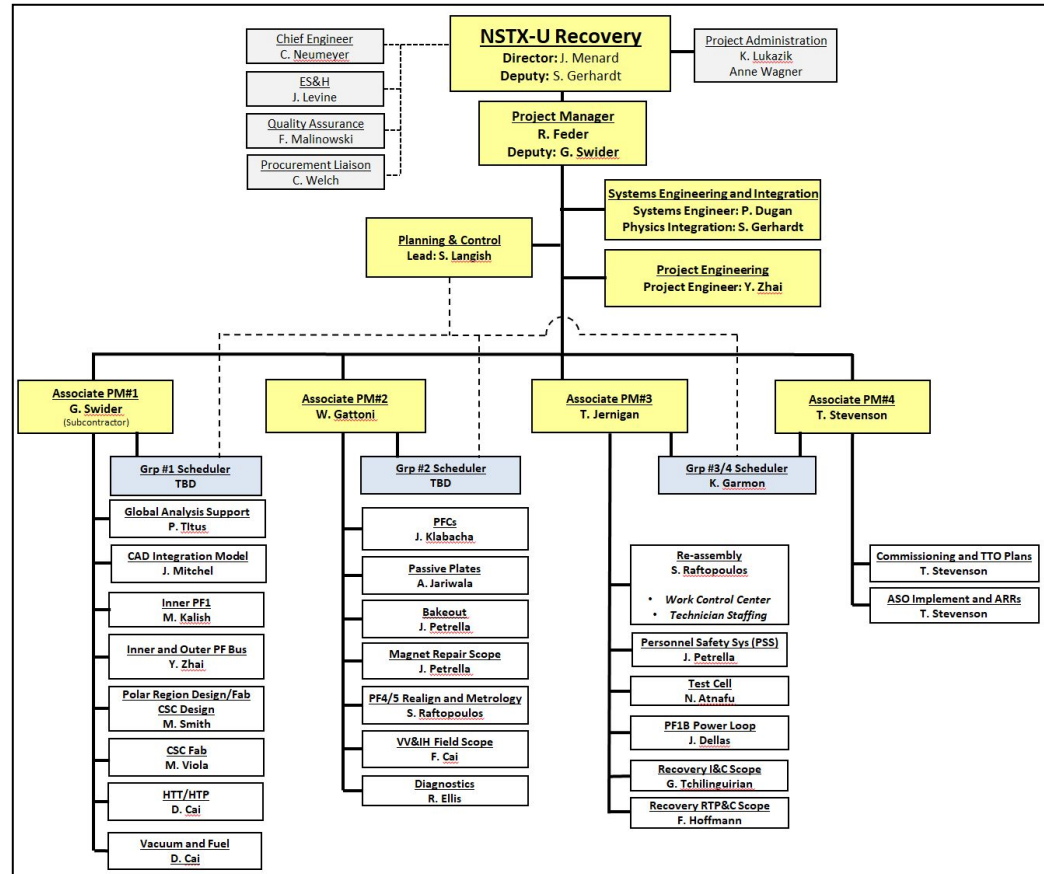 NSTX-U Recovery
Director: J. Menard
Deputy: S. Gerhardt
Chief Engineer
C. Neumeyer
ES&H
J. Levine
Quality Assurance
F. Malinowski
Procurement Liaison
C. Welch
Project Administration
K. Lukazik
Anne Wagner
Project Manager
R. Feder
Deputy: G. Swider
Systems Engineering and Integration
Systems Engineer: P. Dugan
Physics Integration: S. Gerhardt
Planning & Control
Lead: S. Langish
Project Engineering
Project Engineer: Y. Zhai
Associate PM#1
G. Swider
(Subcontractor)
Associate PM#2
W. Gattoni
Associate PM#3
T. Jernigan
Associate PM#4
T. Stevenson
Grp #1 Scheduler
TBD
Grp #2 Scheduler
TBD
Grp #3/4 Scheduler
K. Garmon
Global Analysis Support
P. TItus
CAD Integration Model
J. Mitchel
Inner PF1
M. Kalish
Inner and Outer PF Bus
Y. Zhai
Polar Region Design/Fab
CSC Design
M. Smith
CSC Fab
M. Viola
HTT/HTP
D. Cai
Vacuum and Fuel
D. Cai
PFCs
J. Klabacha
Passive Plates
A. Jariwala
Bakeout
J. Petrella
Magnet Repair Scope
J. Petrella
PF4/5 Realign and Metrology
S. Raftopoulos
VV&IH Field Scope
F. Cai
Diagnostics
R. Ellis
Re-assembly
S. Raftopoulos
• Work Control Center
• Technician Staffing
Personnel Safety Sys (PSS)
J. Petrella
Test Cell
N. Atnafu
PF1B Power Loop
J. Dellas
Recovery I&C Scope
G. Tchilinguirian
Recovery RTP&C Scope
F. Hoffmann
Commissioning and TTO Plans
T. Stevenson
ASO Implement and ARRs
T. Stevenson